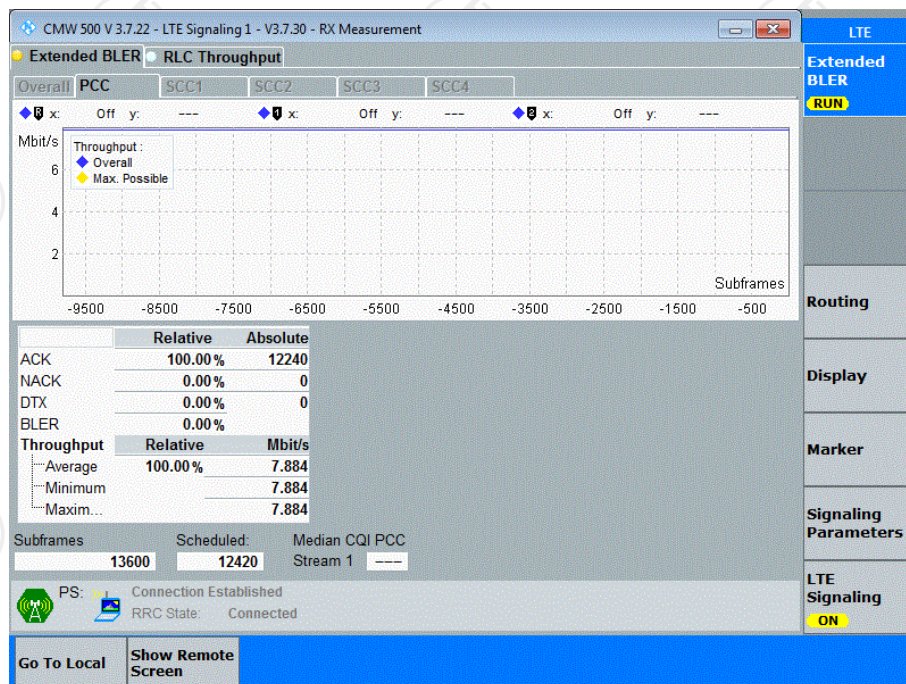 CMW 500 V 3.7.22 - LTE Signaling 1 - V3.7.30 - RX Measurement
LTE
Extended BLER RLC Throughput
Extended
BLER
RUN
Overall PCC SCC1 SCC2 SCC3 SCC4
R x: Off y: --- 1 x: Off y: --- 2 x: Off y: ---
Mbit/s
Throughput :
Overall
Max. Possible
6
4
2
Subframes
-9500 -8500 -7500 -6500 -5500 -4500 -3500 -2500 -1500 -500
Routing
Relative Absolute
ACK 100.00 % 12240
NACK 0.00 % 0
DTX 0.00 % 0
BLER 0.00 %
Throughput Relative Mbit/s
Average 100.00 % 7.884
Minimum 7.884
Maxim... 7.884
Display
Marker
Signaling
Parameters
Subframes Scheduled: Median CQI PCC
13600 12420 Stream 1 ---
PS: Connection Established
RRC State: Connected
LTE
Signaling
ON
Go To Local
Show Remote
Screen